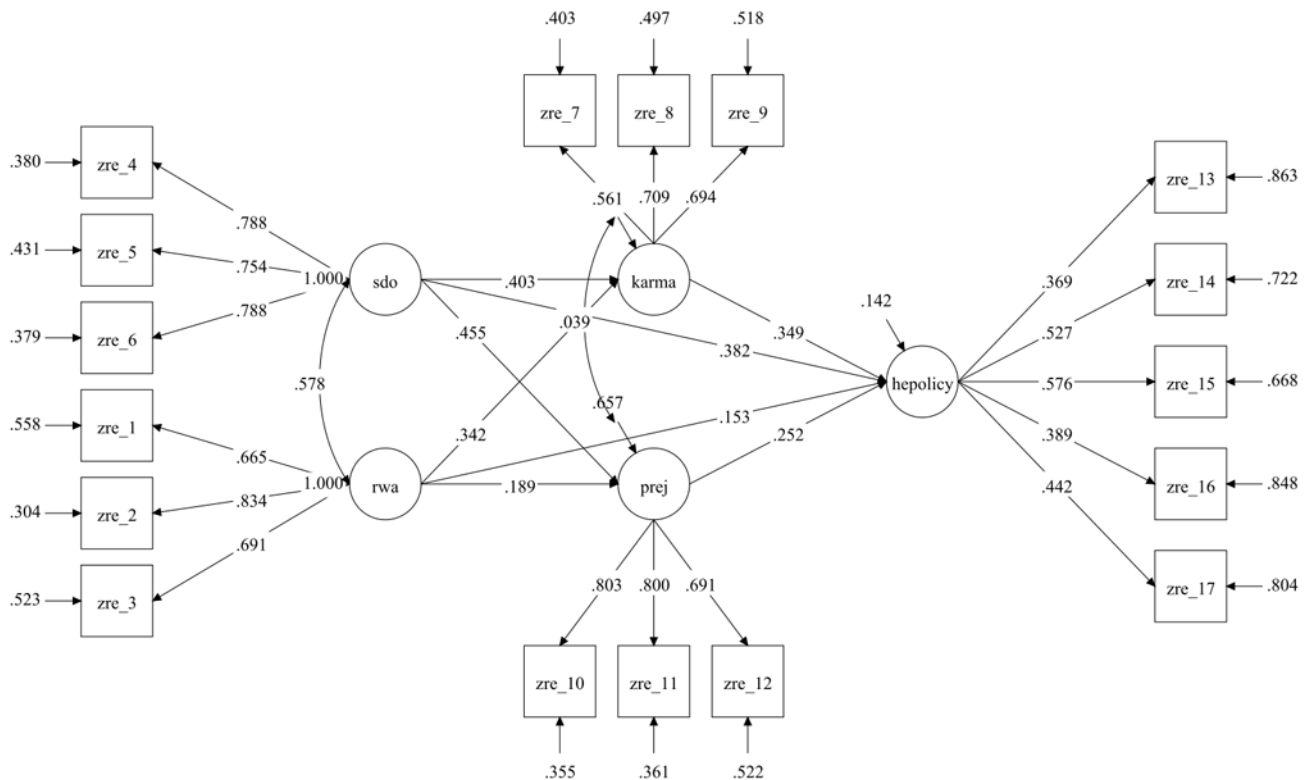 .403 .497 .518
zre_7 zre_8 zre_9
.380 zre_4
zre_13 .863
.561 .709 .694
.788
.431 zre_5
.754
1.000 sdo .403 karma
zre_14 .722
.369
.788
.379 zre_6
.142
.039
.455
.349
.382
.527
.578
hepolicy .576 zre_15 .668
.657
.153
.558 zre_1
.342
.252
.389
.665
1.000 rwa .189 prej
.442
zre_16 .848
.304 zre_2 .834
.691
.523 zre_3
.803 .800 .691
zre_17 .804
zre_10 zre_11 zre_12
.355 .361 .522